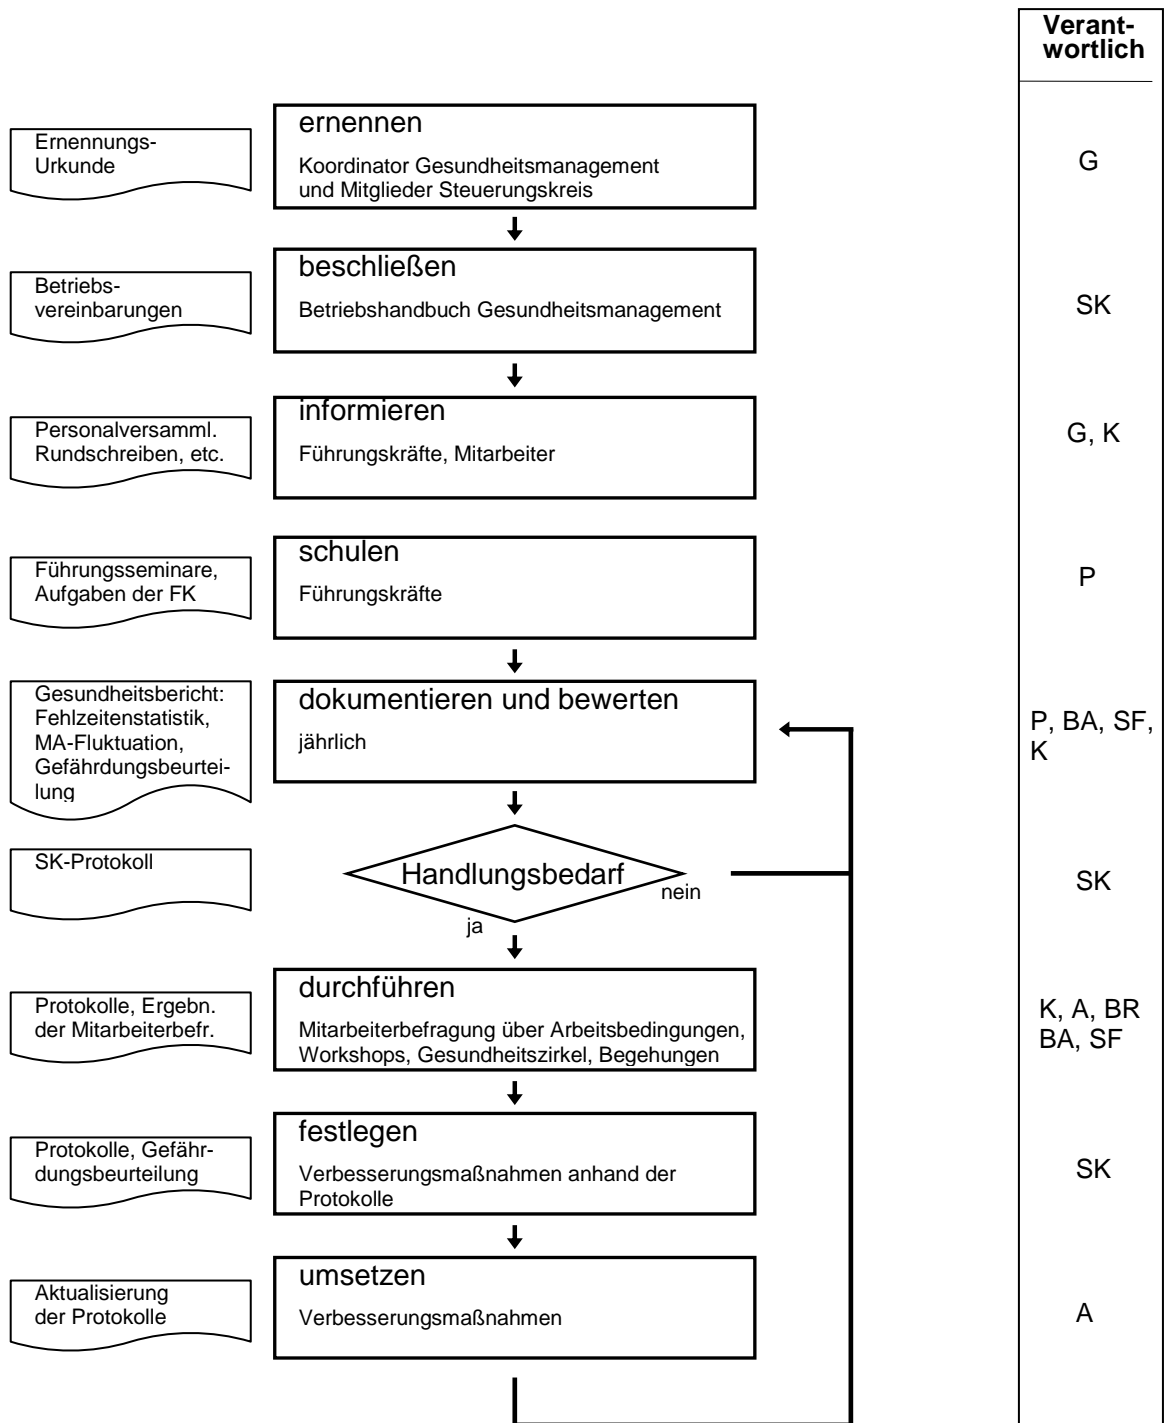 Verant-
wortlich
Ernennungs-
Urkunde
ernennen
Koordinator Gesundheitsmanagement
und Mitglieder Steuerungskreis
G
Betriebs-
vereinbarungen
beschließen
Betriebshandbuch Gesundheitsmanagement
SK
Personalversamml.
Rundschreiben, etc.
informieren
Führungskräfte, Mitarbeiter
G, K
Führungsseminare,
Aufgaben der FK
schulen
Führungskräfte
P
Gesundheitsbericht:
Fehlzeitenstatistik,
MA-Fluktuation,
Gefährdungsbeurtei-
lung
dokumentieren und bewerten
jährlich
P, BA, SF,
K
SK-Protokoll
Handlungsbedarf
nein
ja
SK
Protokolle, Ergebn.
der Mitarbeiterbefr.
durchführen
Mitarbeiterbefragung über Arbeitsbedingungen,
Workshops, Gesundheitszirkel, Begehungen
K, A, BR
BA, SF
Protokolle, Gefähr-
dungsbeurteilung
festlegen
Verbesserungsmaßnahmen anhand der
Protokolle
SK
Aktualisierung
der Protokolle
umsetzen
Verbesserungsmaßnahmen
A